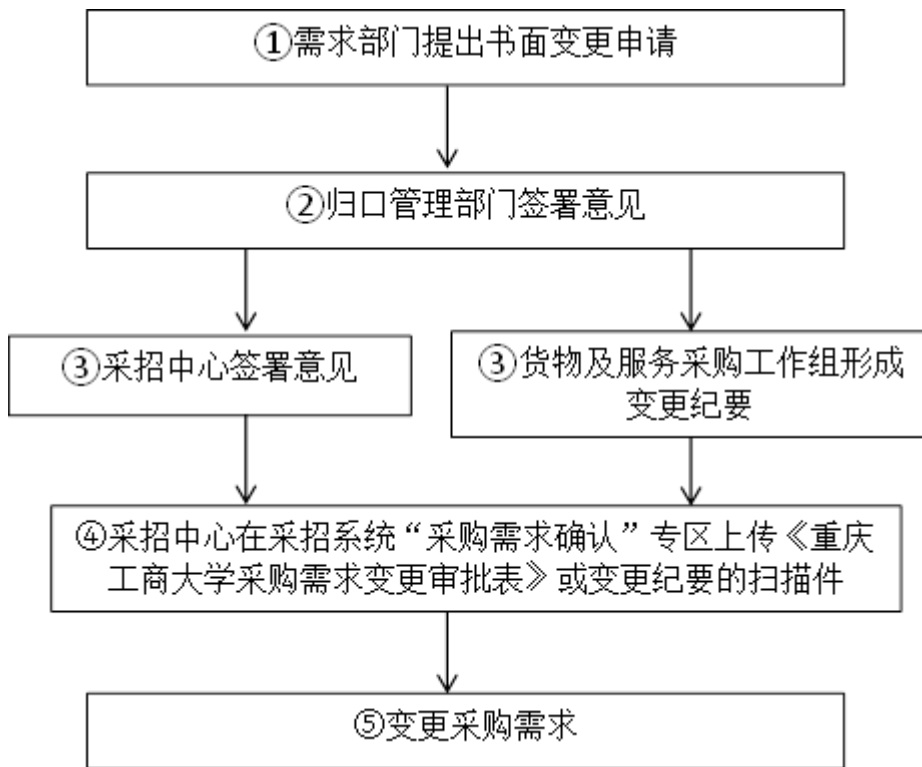 ①需求部门提出书面变更申请
②归口管理部门签署意见
③采招中心签署意见
③货物及服务采购工作组形成
变更纪要
④采招中心在采招系统“采购需求确认”专区上传《重庆
工商大学采购需求变更审批表》或变更纪要的扫描件
⑤变更采购需求